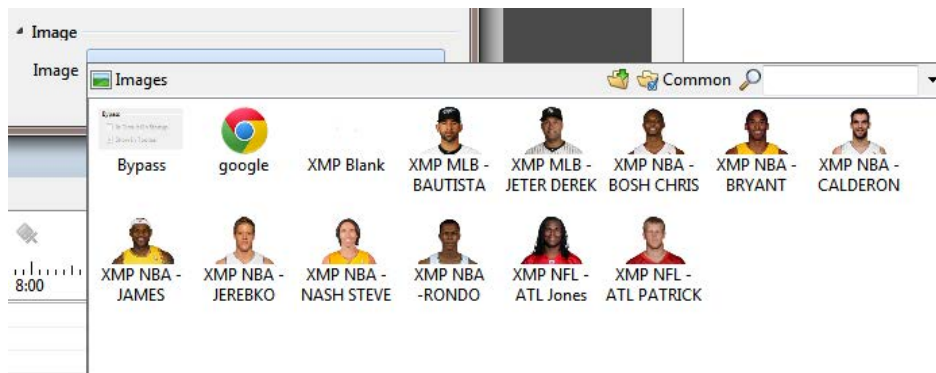 Image
Image
Images
Common
Bypass
Bypass
google
XMP Blank
XMP MLB -
BAUTISTA
XMP MLB -
JETER DEREK
XMP NBA -
BOSH CHRIS
XMP NBA -
BRYANT
XMP NBA -
CALDERON
8:00
XMP NBA -
JAMES
XMP NBA -
JEREBKO
XMP NBA -
NASH STEVE
XMP NBA
-RONDO
XMP NFL -
ATL Jones
XMP NFL -
ATL PATRICK